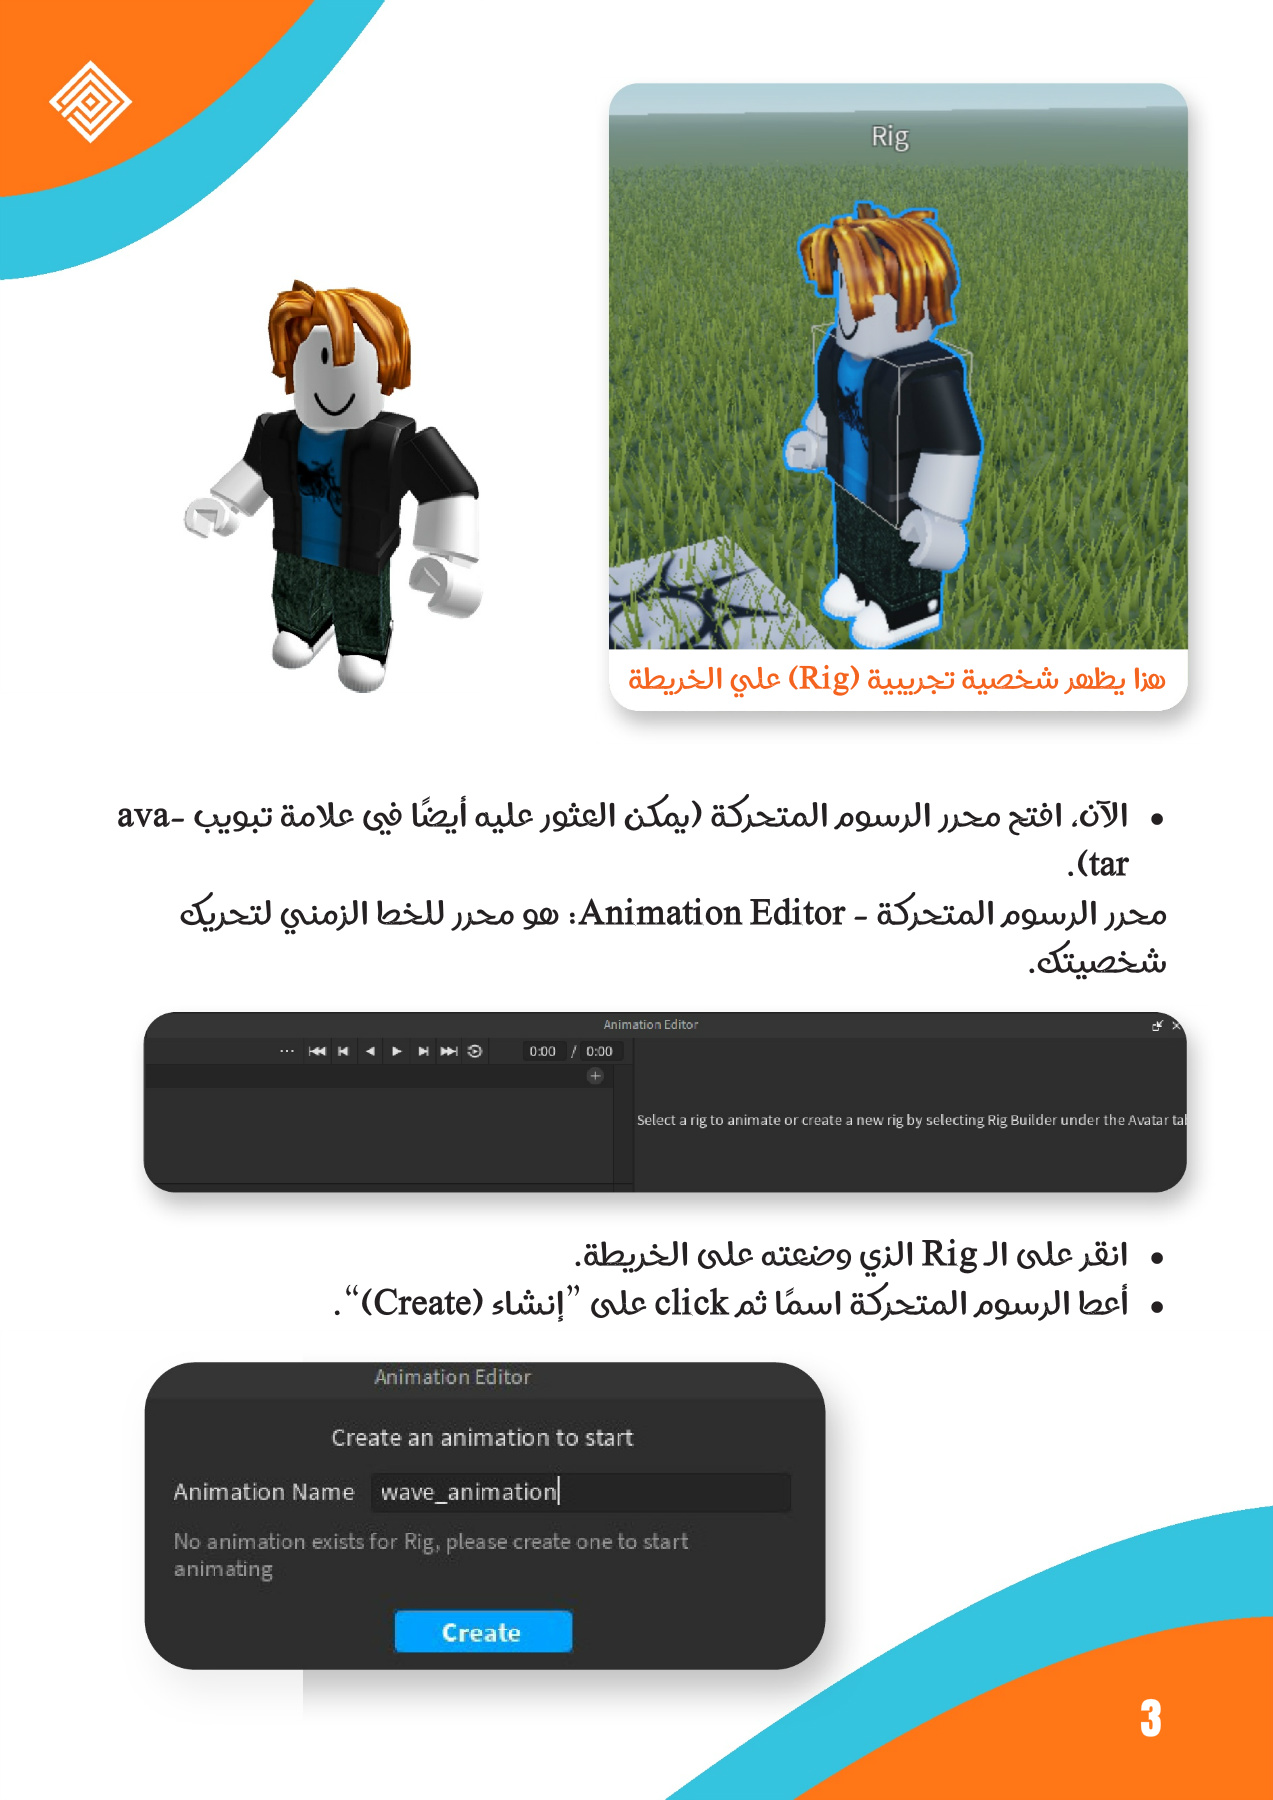 Rig
هذا يظهر شخصية تجريبية (Rig) علي الخريطة
الآن، افتح محرر الرسوم المتحركة (يمكن العثور عليه أيضًا في علامة تبويب ava-
tar).
محرر الرسوم المتحركة - Animation Editor: هو محرر للخط الزمني لتحريك
شخصيتك.
Animation Editor
0:00 / 0:00
Select a rig to animate or create a new rig by selecting Rig Builder under the Avatar tal
انقر على الـ Rig الذي وضعته على الخريطة.
أعط الرسوم المتحركة اسمًا ثم click على ”إنشاء (Create)“.
Animation Editor
Create an animation to start
Animation Name wave_animation
No animation exists for Rig, please create one to start
animating
Create
3